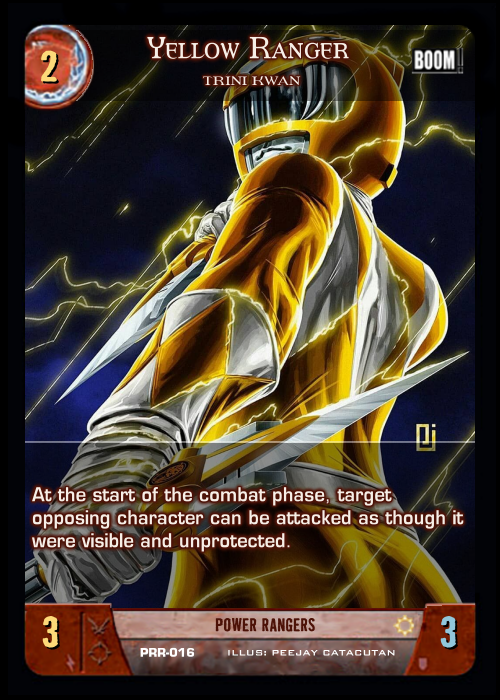 2
YELLOW RANGER
TRINI KWAN
BOOM!
At the start of the combat phase, target
opposing character can be attacked as though it
were visible and unprotected.
3
POWER RANGERS
3
PRR-016 ILLUS: PEEJAY CATACUTAN